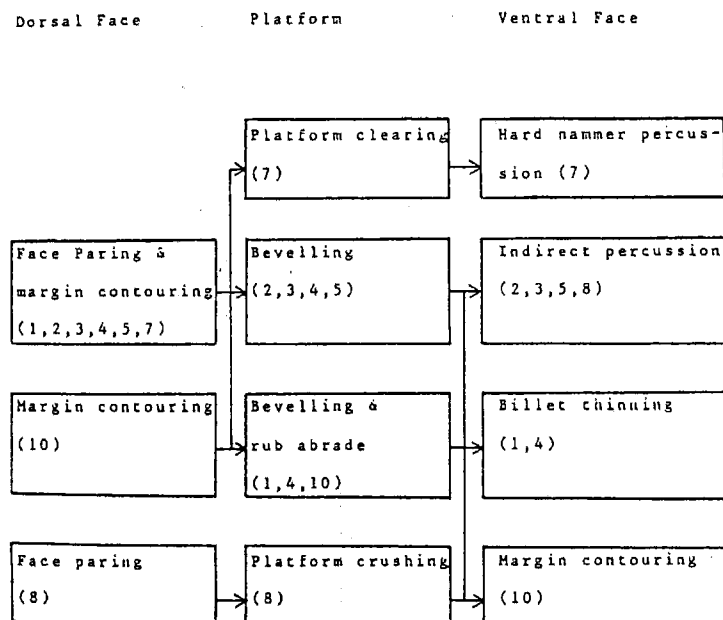 Dorsal Face
Platform
Ventral Face
Platform clearing
(7)
Hard nammer percus-
sion (7)
Face Paring &
margin contouring
(1,2,3,4,5,7)
Bevelling
(2,3,4,5)
Indirect percussion
(2,3,5,8)
Margin contouring
(10)
Bevelling &
rub abrade
(1,4,10)
Billet thinning
(1,4)
Face paring
(8)
Platform crushing
(8)
Margin contouring
(10)